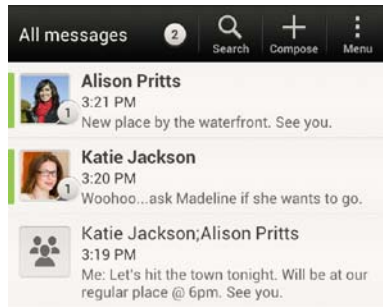 All messages 2 Search Compose Menu
Alison Pritts
3:21 PM
1
New place by the waterfront. See you.
Katie Jackson
3:20 PM
1
Woohoo...ask Madeline if she wants to go.
Katie Jackson;Alison Pritts
3:19 PM
Me: Let's hit the town tonight. Will be at our
regular place @ 6pm. See you.